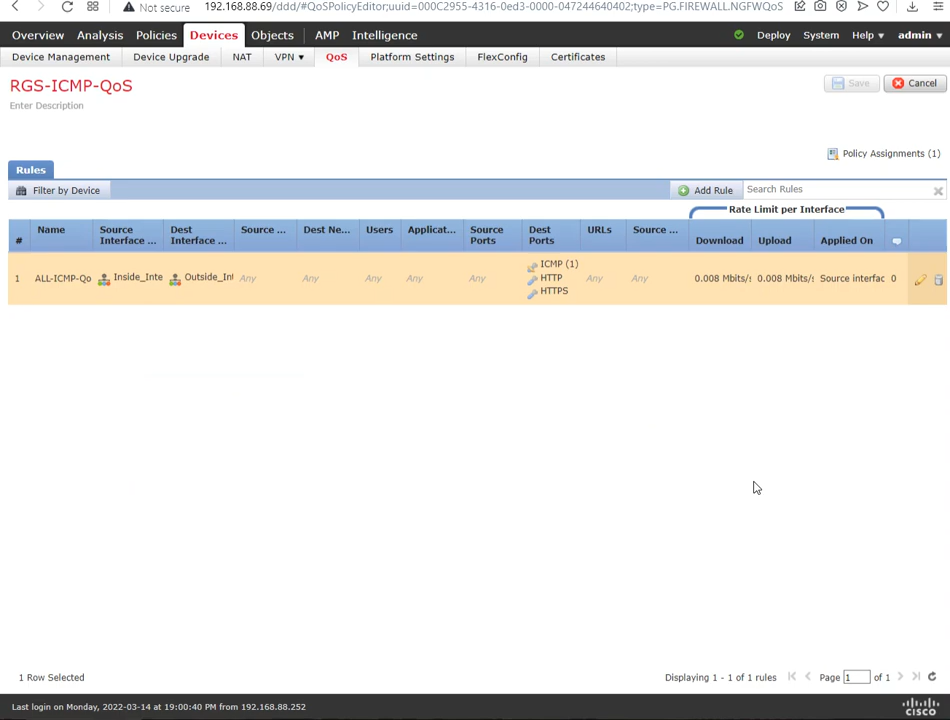 Not secure 192.168.88.69/ddd/#QoSPolicyEditor;uuid=000C2955-4316-0ed3-0000-047244640402;type=PG.FIREWALL.NGFWQoS
Overview Analysis Policies Devices Objects AMP Intelligence Deploy System Help admin
Device Management Device Upgrade NAT VPN QoS Platform Settings FlexConfig Certificates
RGS-ICMP-QoS
Save Cancel
Enter Description
Policy Assignments (1)
Rules
Filter by Device Add Rule Search Rules
Rate Limit per Interface
# Name Source Interface ... Dest Interface ... Source ... Dest Ne... Users Applicat... Source Ports Dest Ports URLs Source ... Download Upload Applied On
1 ALL-ICMP-Qo Inside_Inte Outside_Int Any Any Any Any Any ICMP (1) HTTP HTTPS Any Any 0.008 Mbits/s 0.008 Mbits/s Source interfac 0
1 Row Selected Displaying 1 - 1 of 1 rules Page 1 of 1
Last login on Monday, 2022-03-14 at 19:00:40 PM from 192.168.88.252
CISCO